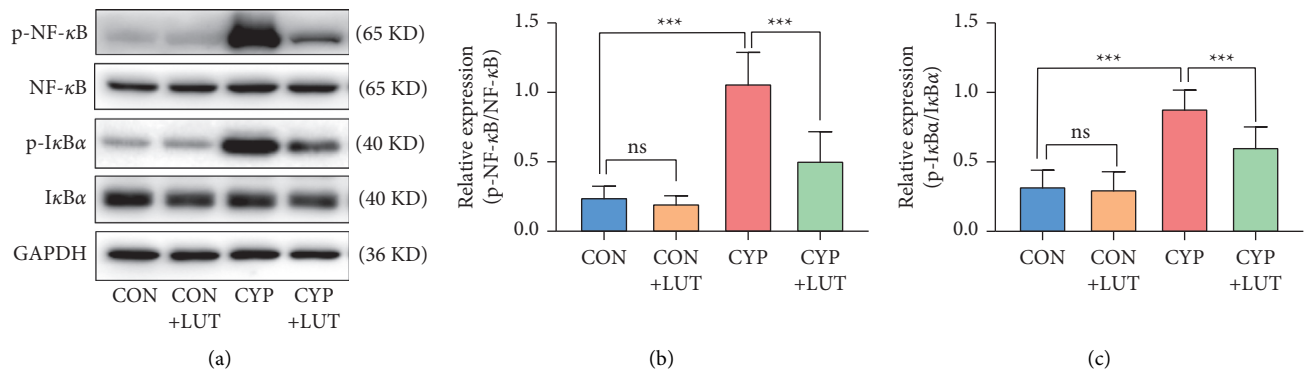 p-NF-κB (65 KD)
NF-κB (65 KD)
p-IκBα (40 KD)
IκBα (40 KD)
GAPDH (36 KD)
CON CON CYP CYP
+LUT +LUT
(a)
Relative expression
(p-NF-κB/NF-κB)
1.5
1.0
0.5
0.0
***
***
ns
CON CON CYP CYP
+LUT +LUT
(b)
Relative expression
(p-IκBα/IκBα)
1.5
1.0
0.5
0.0
***
***
ns
CON CON CYP CYP
+LUT +LUT
(c)